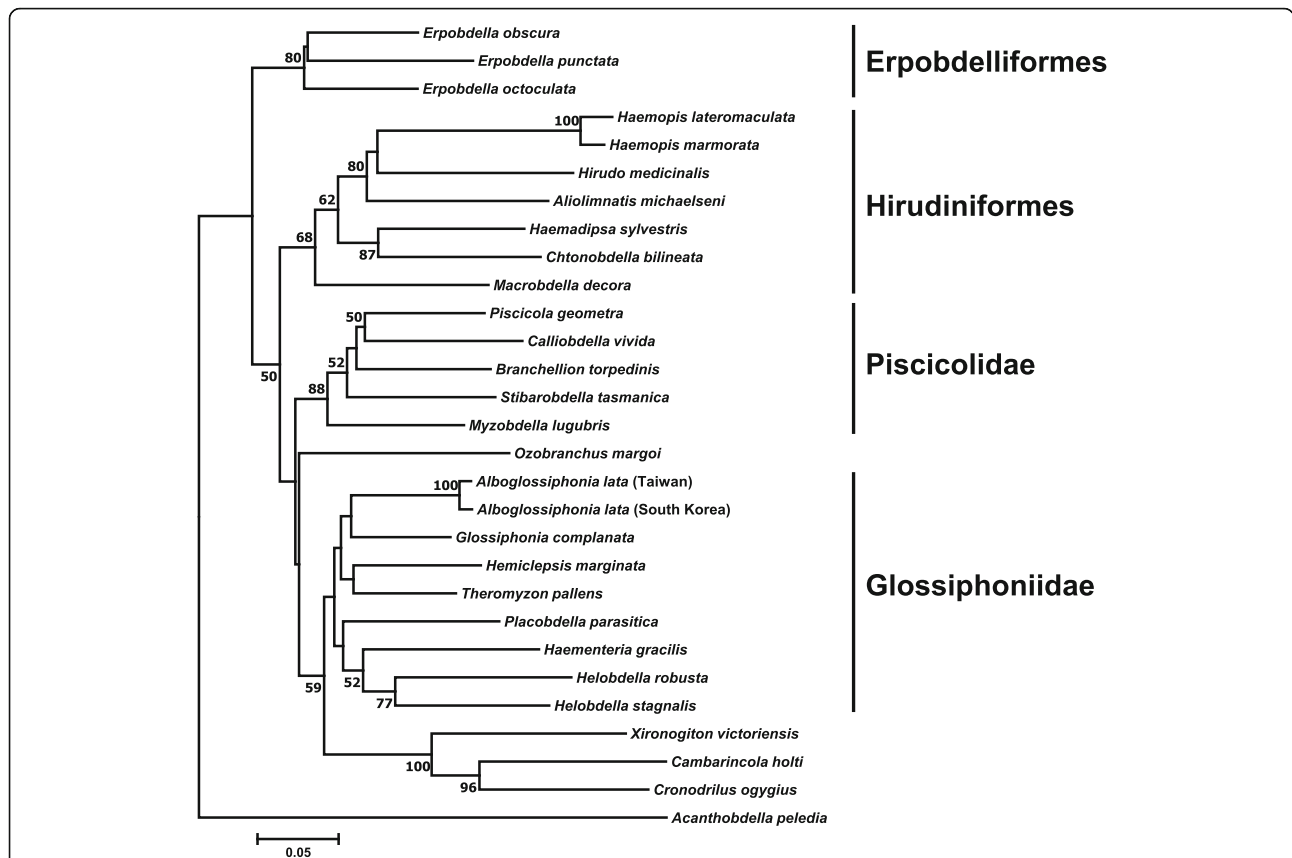 Erpobdella obscura
80
Erpobdella punctata
Erpobdelliformes
Erpobdella octoculata
Haemopis lateromaculata
100
Haemopis marmorata
80
Hirudo medicinalis
62
Aliolimnatis michaelseni
Hirudiniformes
Haemadipsa sylvestris
68
87
Chtonobdella bilineata
Macrobdella decora
Piscicola geometra
50
Calliobdella vivida
52
Branchellion torpedinis
Piscicolidae
50
88
Stibarobdella tasmanica
Myzobdella lugubris
Ozobranchus margoi
Alboglossiphonia lata (Taiwan)
100
Alboglossiphonia lata (South Korea)
Glossiphonia complanata
Hemiclepsis marginata
Glossiphoniidae
Theromyzon pallens
Placobdella parasitica
Haementeria gracilis
59
52
Helobdella robusta
77
Helobdella stagnalis
Xironogiton victoriensis
100
Cambarincola holti
96
Cronodrilus ogygius
Acanthobdella peledia
0.05